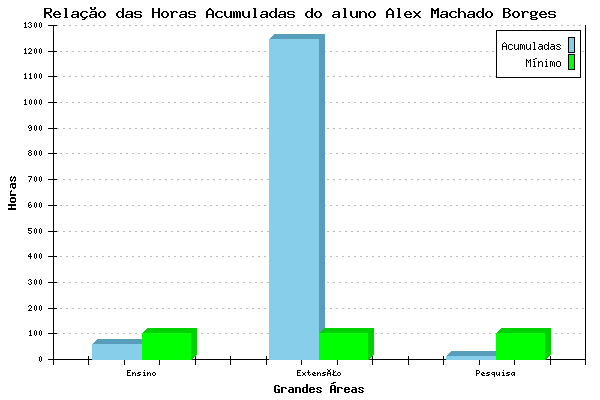 Relação das Horas Acumuladas do aluno Alex Machado Borges
Acumuladas
Mínimo
1300
1200
1100
1000
900
800
700
600
500
400
300
200
100
0
Horas
Ensino
ExtensĂŁo
Pesquisa
Grandes Áreas